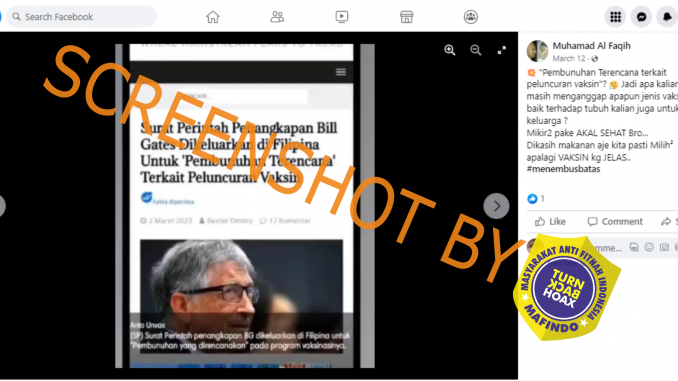 Search Facebook
WHERE MAINSTREAM FEARS TO TREAD
Surat Perintah Penangkapan Bill
Gates Dikeluarkan di Filipina
Untuk 'Pembunuhan Terencana'
Terkait Peluncuran Vaksin
Fakta diperiksa
2 Maret 2023 Baxter Dmitry 17 Komentar
Anto Unvax
(SP) Surat Perintah penangkapan BG dikeluarkan di Filipina untuk
"Pembunuhan yang direncanakan" pada program vaksinasinya.
SCREENSHOT BY
Muhamad Al Faqih
March 12
"Pembunuhan Terencana terkait
peluncuran vaksin"? Jadi apa kalian
masih menganggap apapun jenis vaks
baik terhadap tubuh kalian juga untuk
keluarga ?
Mikir2 pake AKAL SEHAT Bro...
Dikasih makanan aje kita pasti Milih²
apalagi VAKSIN kg JELAS..
#menembusbatas
1
Like Comment S
MASYARAKAT ANTI FITNAH INDONESIA
TURN
BACK
HOAX
MAFINDO